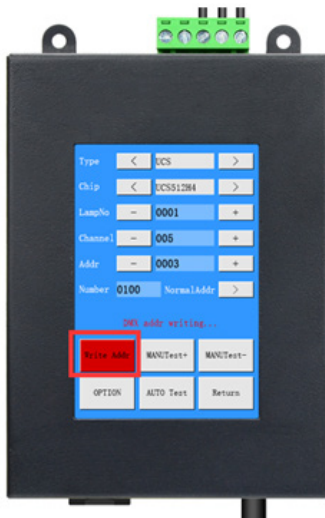 Type < UCS >
Chip < UCS512H4 >
LampNo - 0001 +
Channel - 005 +
Addr - 0003 +
Number 0100 NormalAddr >
DMX addr writing...
Write Addr MANUTest+ MANUTest-
OPTION AUTO Test Return